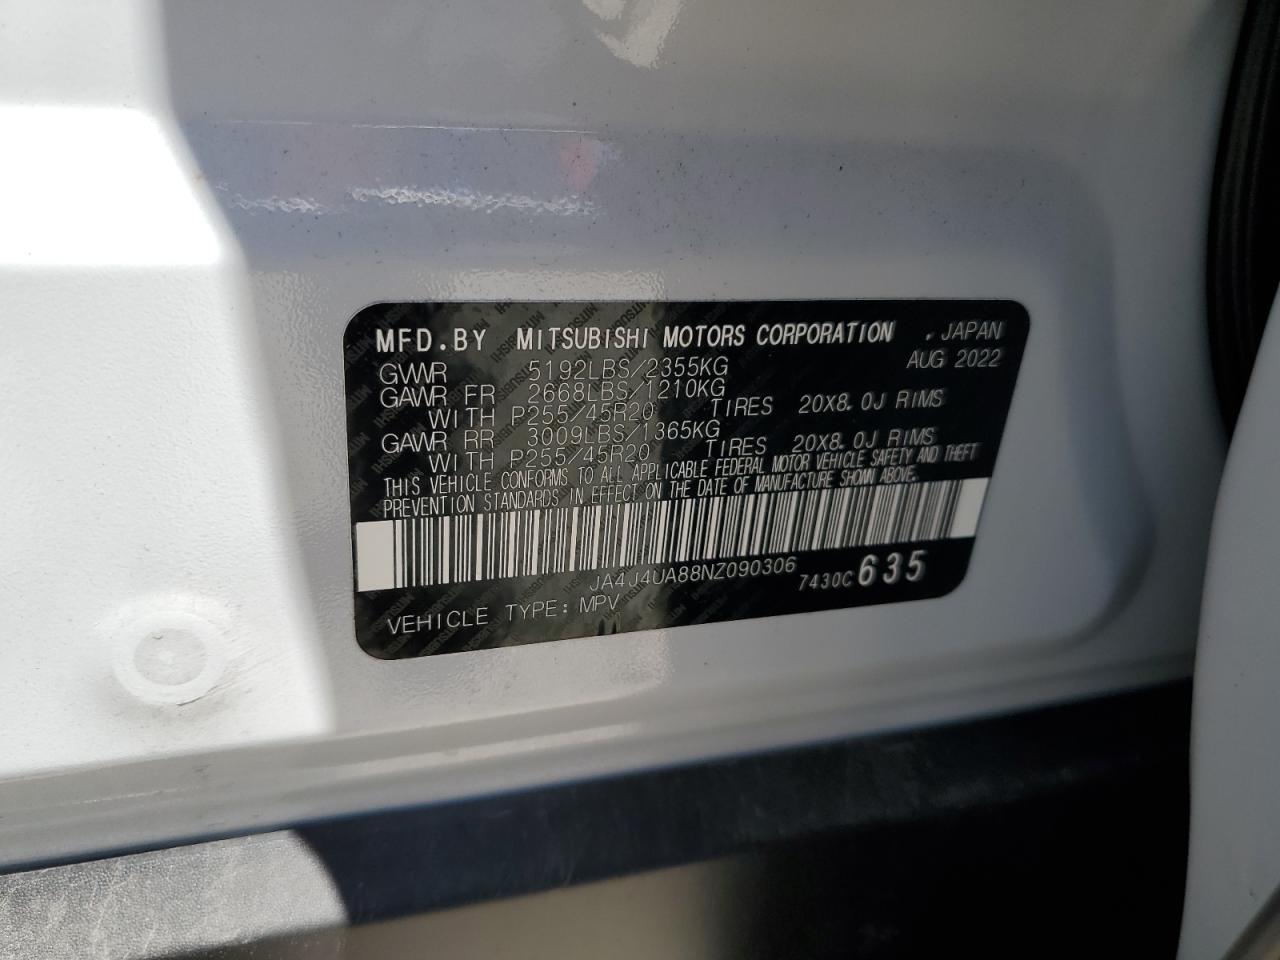 MFD.BY MITSUBISHI MOTORS CORPORATION , JAPAN
AUG 2022
GVWR 5192LBS/2355KG
GAWR FR 2668LBS/1210KG
WITH P255/45R20 TIRES 20X8.0J RIMS
GAWR RR 3009LBS/1365KG
WITH P255/45R20 TIRES 20X8.0J RIMS
THIS VEHICLE CONFORMS TO ALL APPLICABLE FEDERAL MOTOR VEHICLE SAFETY AND THEFT
PREVENTION STANDARDS IN EFFECT ON THE DATE OF MANUFACTURE SHOWN ABOVE.
JA4J4UA88NZ090306
7430C 635
VEHICLE TYPE: MPV